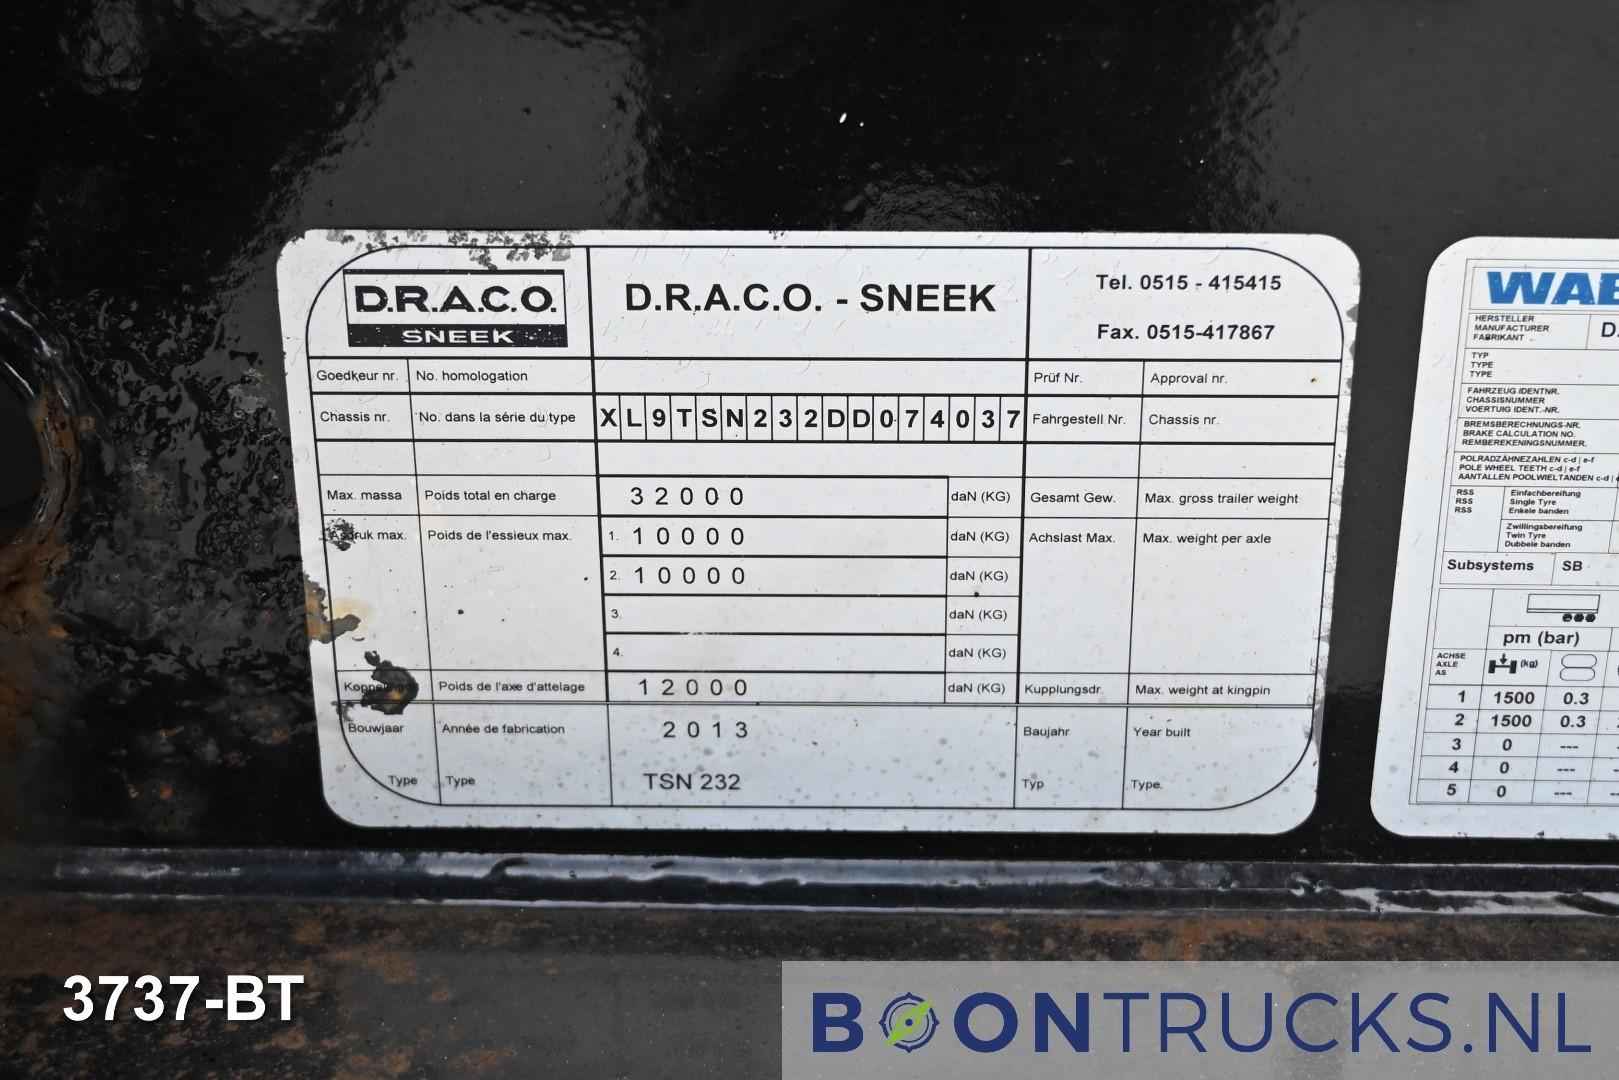 D.R.A.C.O.
SNEEK
D.R.A.C.O. - SNEEK
Tel. 0515 - 415415
Fax. 0515-417867
Goedkeur nr. No. homologation Prüf Nr. Approval nr.
Chassis nr. No. dans la série du type XL9TSN232DD074037 Fahrgestell Nr. Chassis nr.
Max. massa Poids total en charge 32000 daN (KG) Gesamt Gew. Max. gross trailer weight
Asdruk max. Poids de l'essieux max. 1. 10000 daN (KG) Achslast Max. Max. weight per axle
2. 10000 daN (KG)
3. daN (KG)
4. daN (KG)
Poids de l'axe d'attelage 12000 daN (KG) Kupplungsdr. Max. weight at kingpin
Bouwjaar Année de fabrication 2013 Baujahr Year built
Type Type TSN 232 Typ Type.
HERSTELLER
MANUFACTURER
FABRIKANT
TYP
TYPE
TYPE
FAHRZEUG IDENTNR.
CHASSISNUMMER
VOERTUIG IDENT.-NR.
BREMSBERECHNUNGS-NR.
BRAKE CALCULATION NO.
REMBEREKENINGSNUMMER.
POLRADZÄHNEZAHLEN c-d | e-f
POLE WHEEL TEETH c-d | e-f
AANTALLEN POOLWIELTANDEN c-d |
RSS Einfachbereifung
RSS Single Tyre
RSS Enkele banden
Zwillingsbereifung
Twin Tyre
Dubbele banden
Subsystems SB
pm (bar)
ACHSE
AXLE
AS
(kg)
1 1500 0.3
2 1500 0.3
3 0 ---
4 0 ---
5 0 ---
3737-BT
BOONTRUCKS.NL